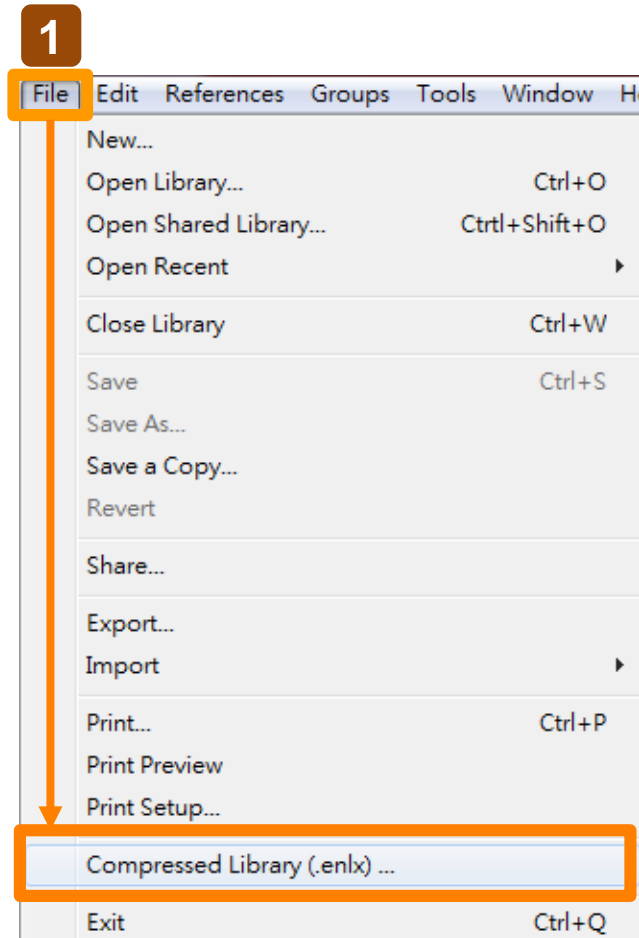 1
File Edit References Groups Tools Window
New...
Open Library... Ctrl+O
Open Shared Library... Ctrtl+Shift+O
Open Recent
Close Library Ctrl+W
Save Ctrl+S
Save As...
Save a Copy...
Revert
Share...
Export...
Import
Print... Ctrl+P
Print Preview
Print Setup...
Compressed Library (.enlx) ...
Exit Ctrl+Q